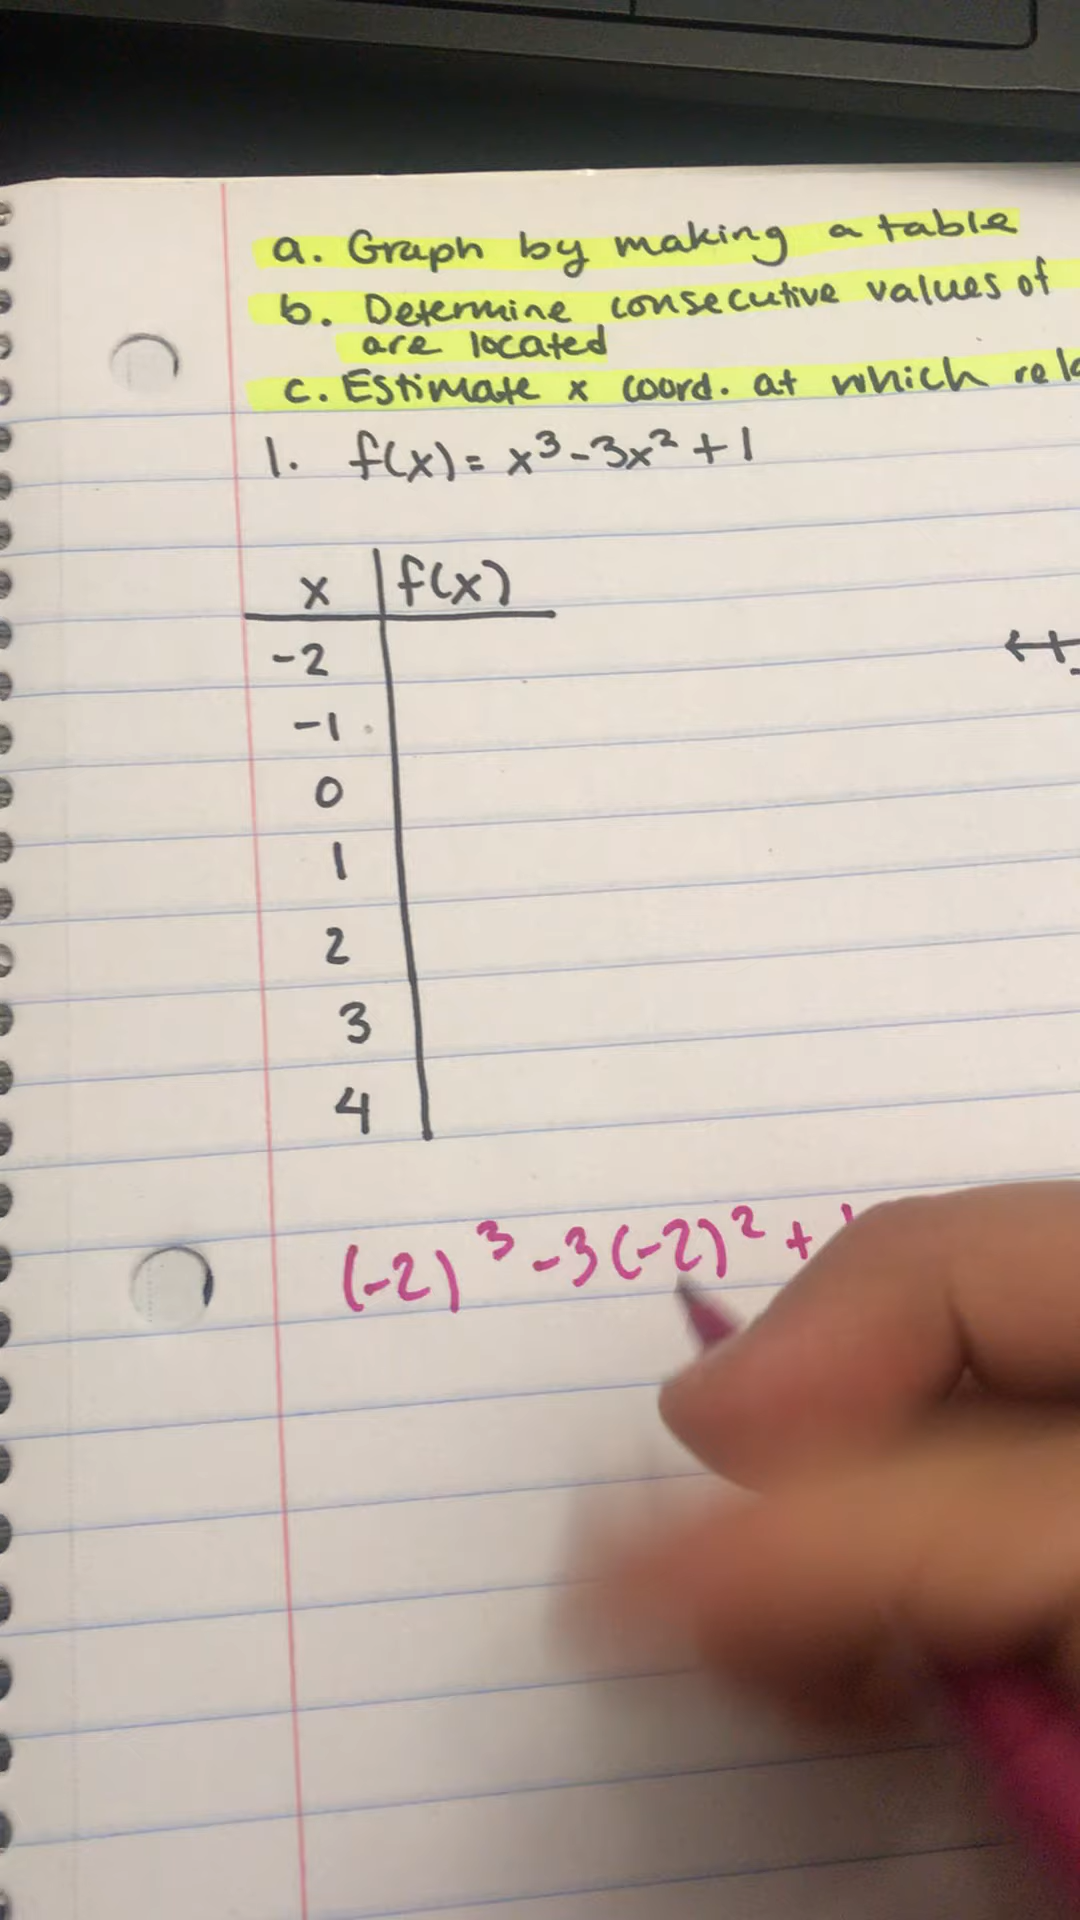 a. Graph by making a table
b. Determine consecutive values of
are located
c. Estimate x coord. at which
1. f(x) = x³ - 3x² + 1
x f(x)
-2
-1
0
1
2
3
4
(-2)³ - 3(-2)² +